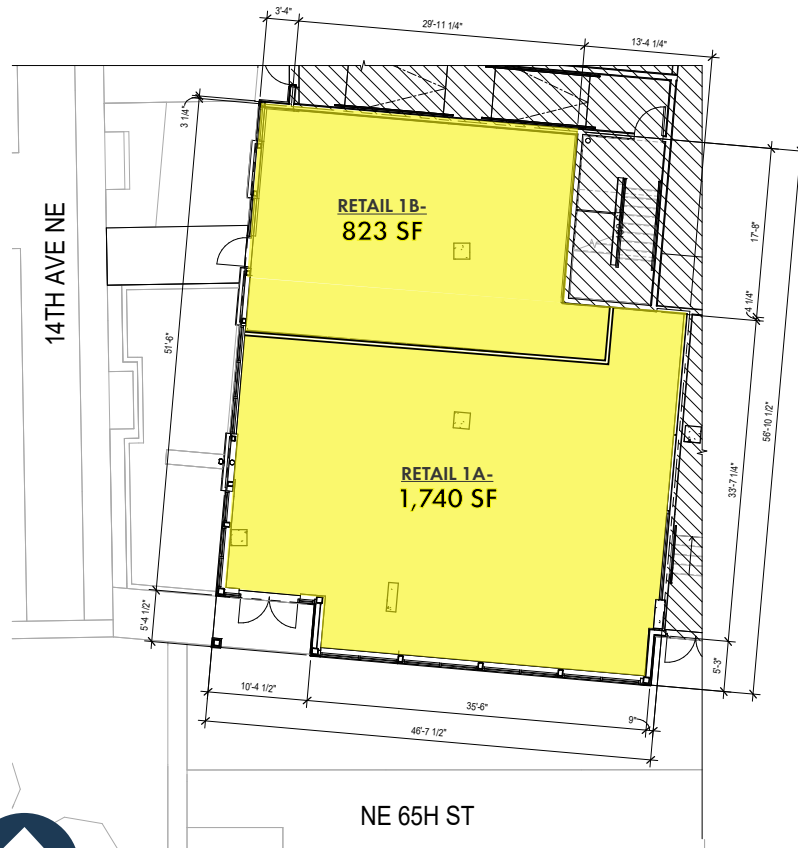 3'-4"
29'-11 1/4"
13'-4 1/4"
3 1/4"
RETAIL 1B-
823 SF
14TH AVE NE
17'-8"
4 1/4"
51'-6"
56'-10 1/2"
RETAIL 1A-
1,740 SF
33'-7 1/4"
5'-4 1/2"
5'-3"
10'-4 1/2"
35'-6"
9"
46'-7 1/2"
NE 65H ST